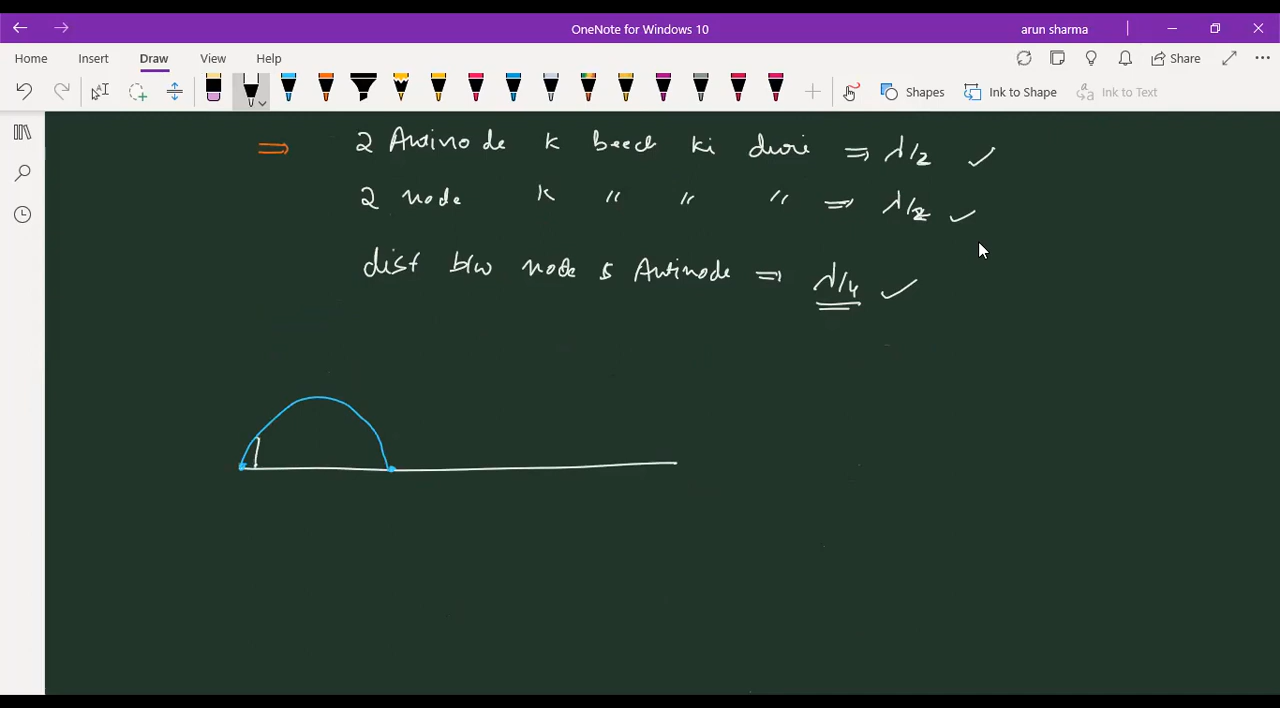 OneNote for Windows 10
arun sharma
Home Insert Draw View Help
Share
Shapes Ink to Shape Ink to Text
⇒ 2 Antinode k beech ki duri ⇒ λ/2 ✓
2 node k " " " ⇒ λ/2 ✓
dist b/w node & Antinode ⇒ λ/4 ✓